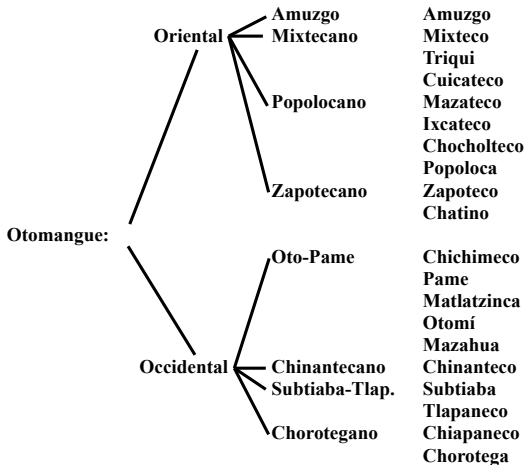 Amuzgo Amuzgo
Oriental Mixtecano Mixteco
Triqui
Cuicateco
Popolocano Mazateco
Ixcateco
Chocholteco
Popoloca
Zapotecano Zapoteco
Chatino
Otomangue:
Oto-Pame Chichimeco
Pame
Matlatzinca
Otomí
Mazahua
Occidental Chinantecano Chinanteco
Subtiaba-Tlap. Subtiaba
Tlapaneco
Chorotegano Chiapaneco
Chorotega